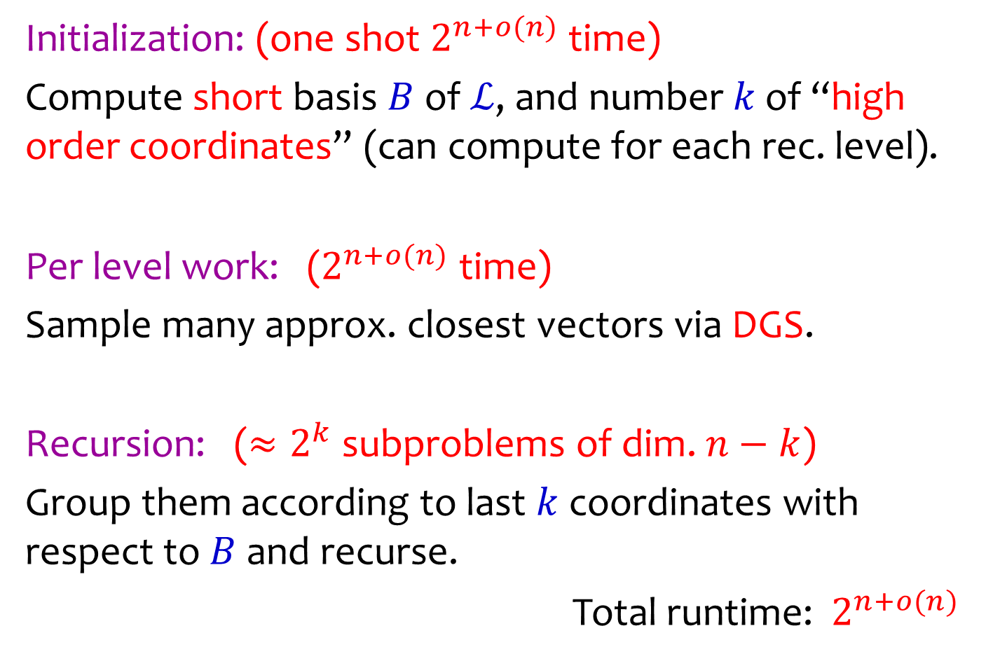 Initialization: (one shot $2^{n+o(n)}$ time)
Compute short basis $B$ of $\mathcal{L}$, and number $k$ of “high
order coordinates” (can compute for each rec. level).
Per level work: ($2^{n+o(n)}$ time)
Sample many approx. closest vectors via DGS.
Recursion: ($\approx 2^k$ subproblems of dim. $n - k$)
Group them according to last $k$ coordinates with
respect to $B$ and recurse.
Total runtime: $2^{n+o(n)}$